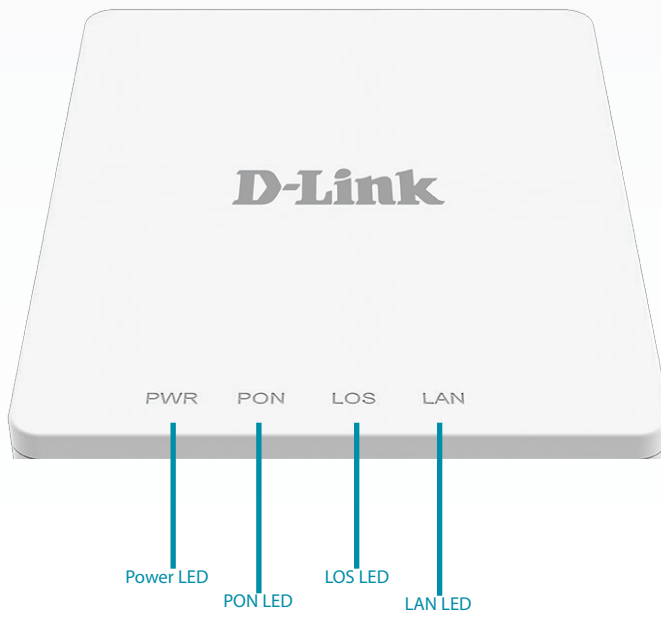 D-Link
PWR PON LOS LAN
Power LED
LOS LED
PON LED
LAN LED